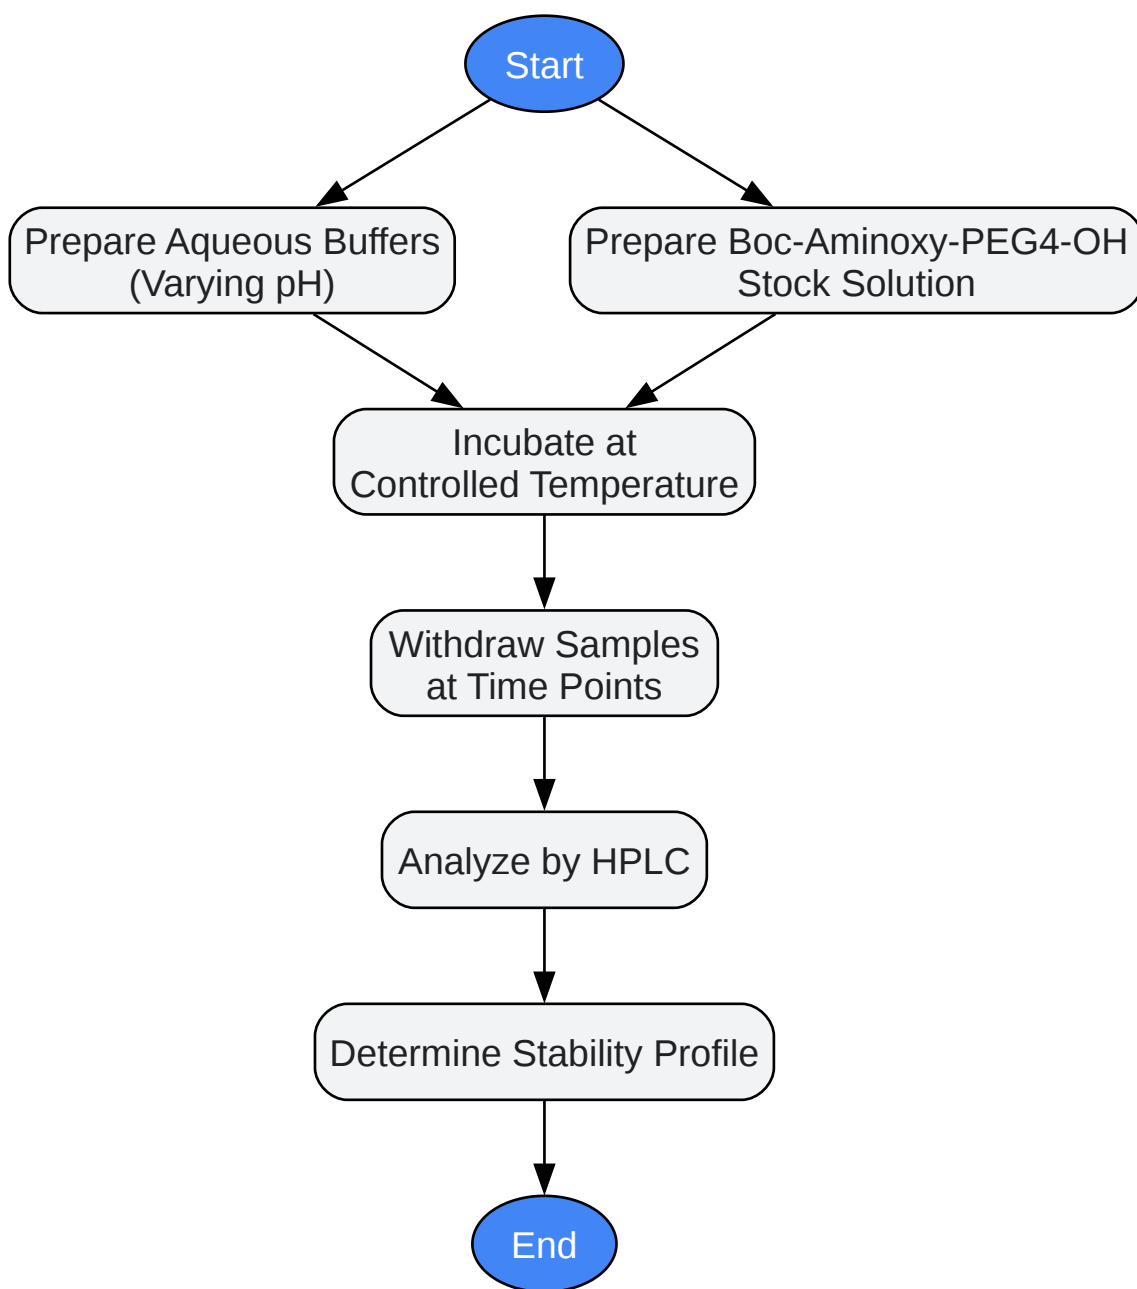 Start
Prepare Aqueous Buffers
(Varying pH)
Prepare Boc-Aminoxy-PEG4-OH
Stock Solution
Incubate at
Controlled Temperature
Withdraw Samples
at Time Points
Analyze by HPLC
Determine Stability Profile
End